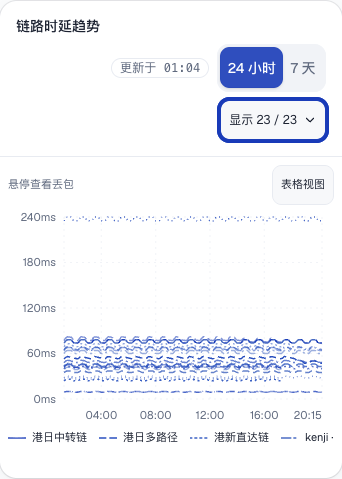 链路时延趋势
更新于 01:04
24 小时
7 天
显示 23 / 23
悬停查看丢包
表格视图
240ms
180ms
120ms
60ms
0ms
04:00 08:00 12:00 16:00 20:15
港日中转链 港日多路径 港新直达链 kenji ·